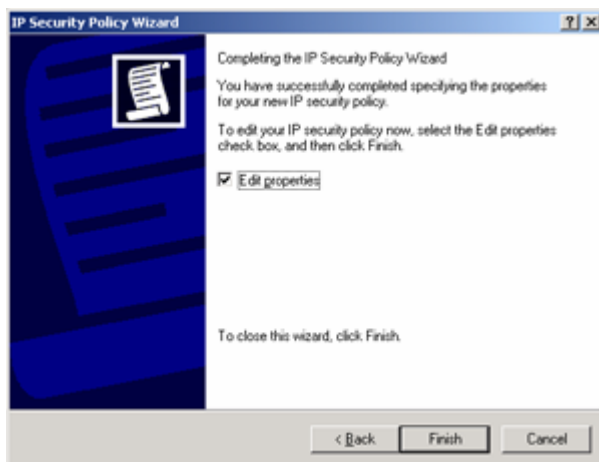 IP Security Policy Wizard
Completing the IP Security Policy Wizard
You have successfully completed specifying the properties
for your new IP security policy.
To edit your IP security policy now, select the Edit properties
check box, and then click Finish.
Edit properties
To close this wizard, click Finish.
< Back Finish Cancel